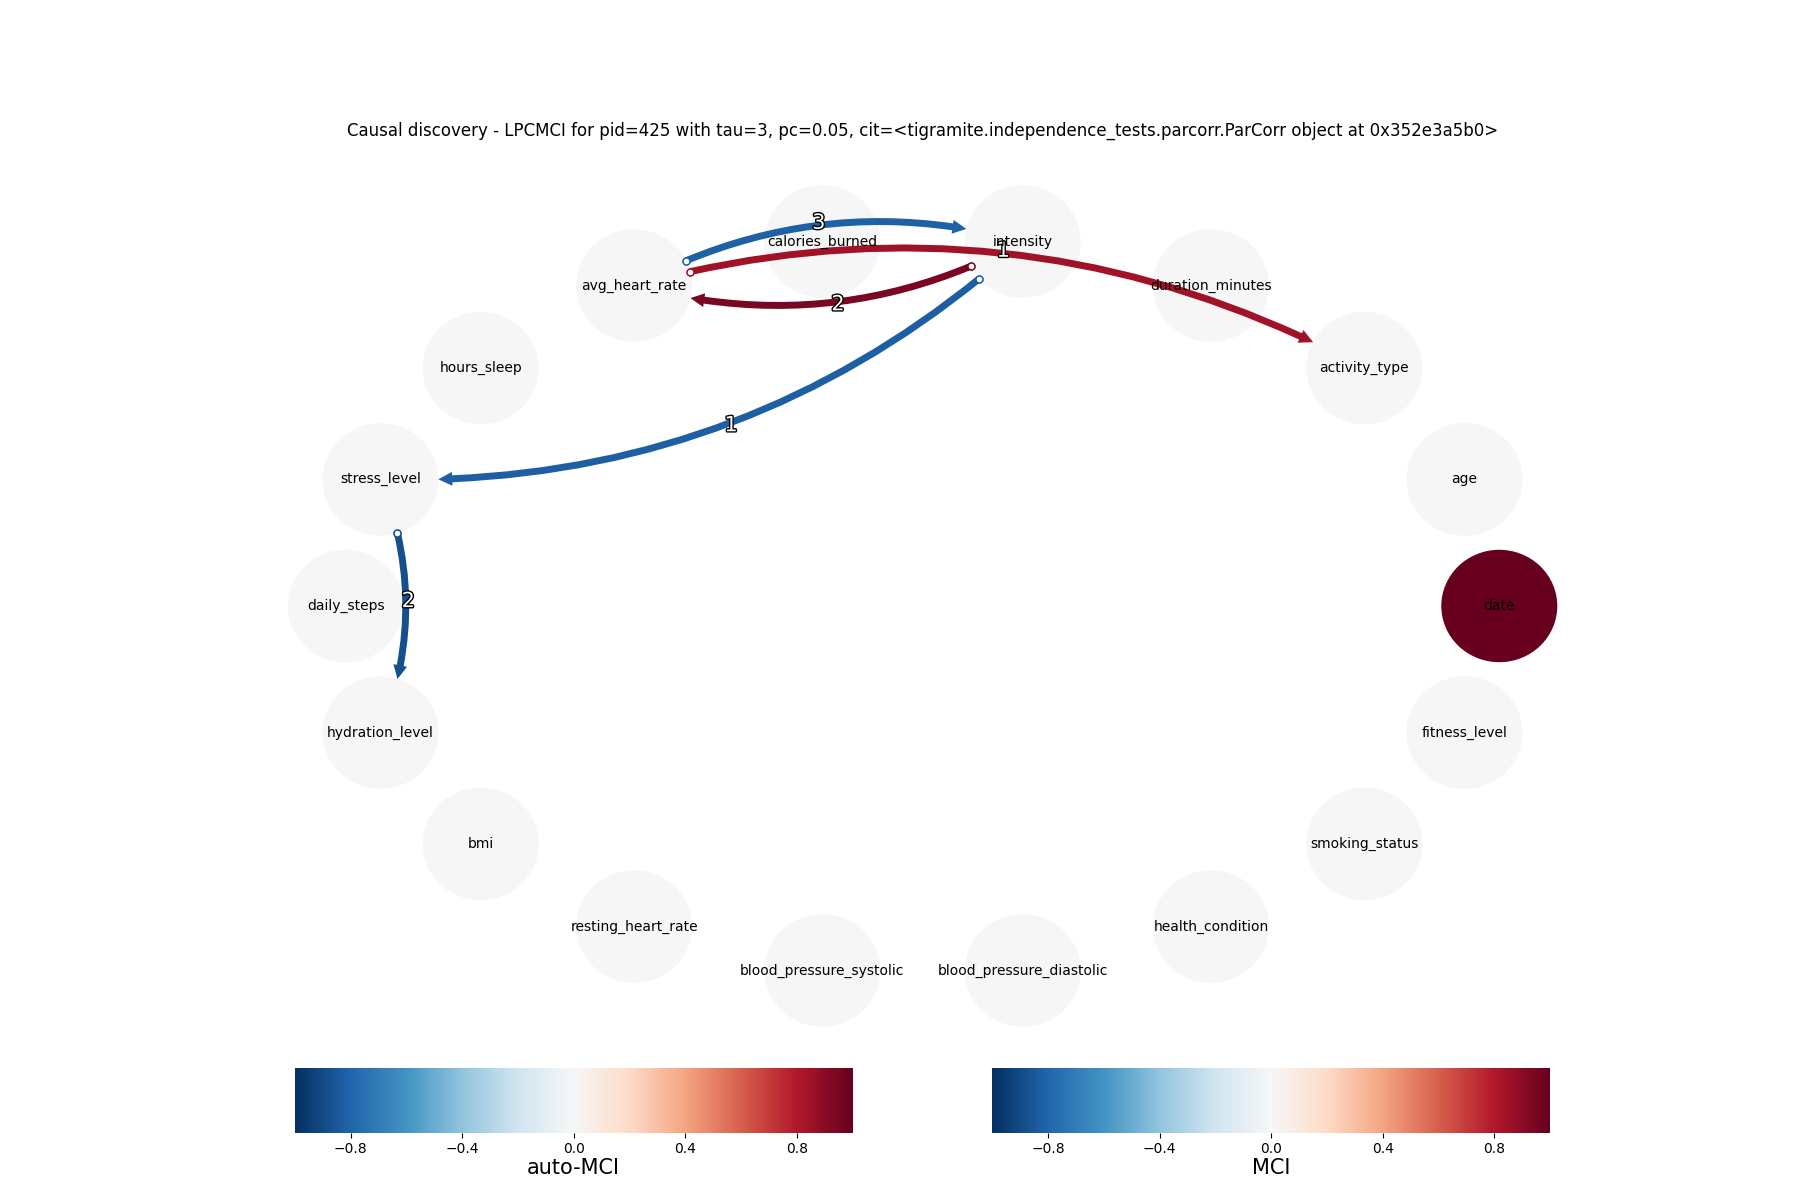 Causal discovery - LPCMCI for pid=425 with tau=3, pc=0.05, cit=<tigramite.independence_tests.parcorr.ParCorr object at 0x352e3a5b0>
3
calories_burned
intensity
1
avg_heart_rate
duration_minutes
2
hours_sleep
activity_type
1
stress_level
age
daily_steps
2
date
hydration_level
fitness_level
bmi
smoking_status
resting_heart_rate
health_condition
blood_pressure_systolic
blood_pressure_diastolic
−0.8 −0.4 0.0 0.4 0.8
auto-MCI
−0.8 −0.4 0.0 0.4 0.8
MCI